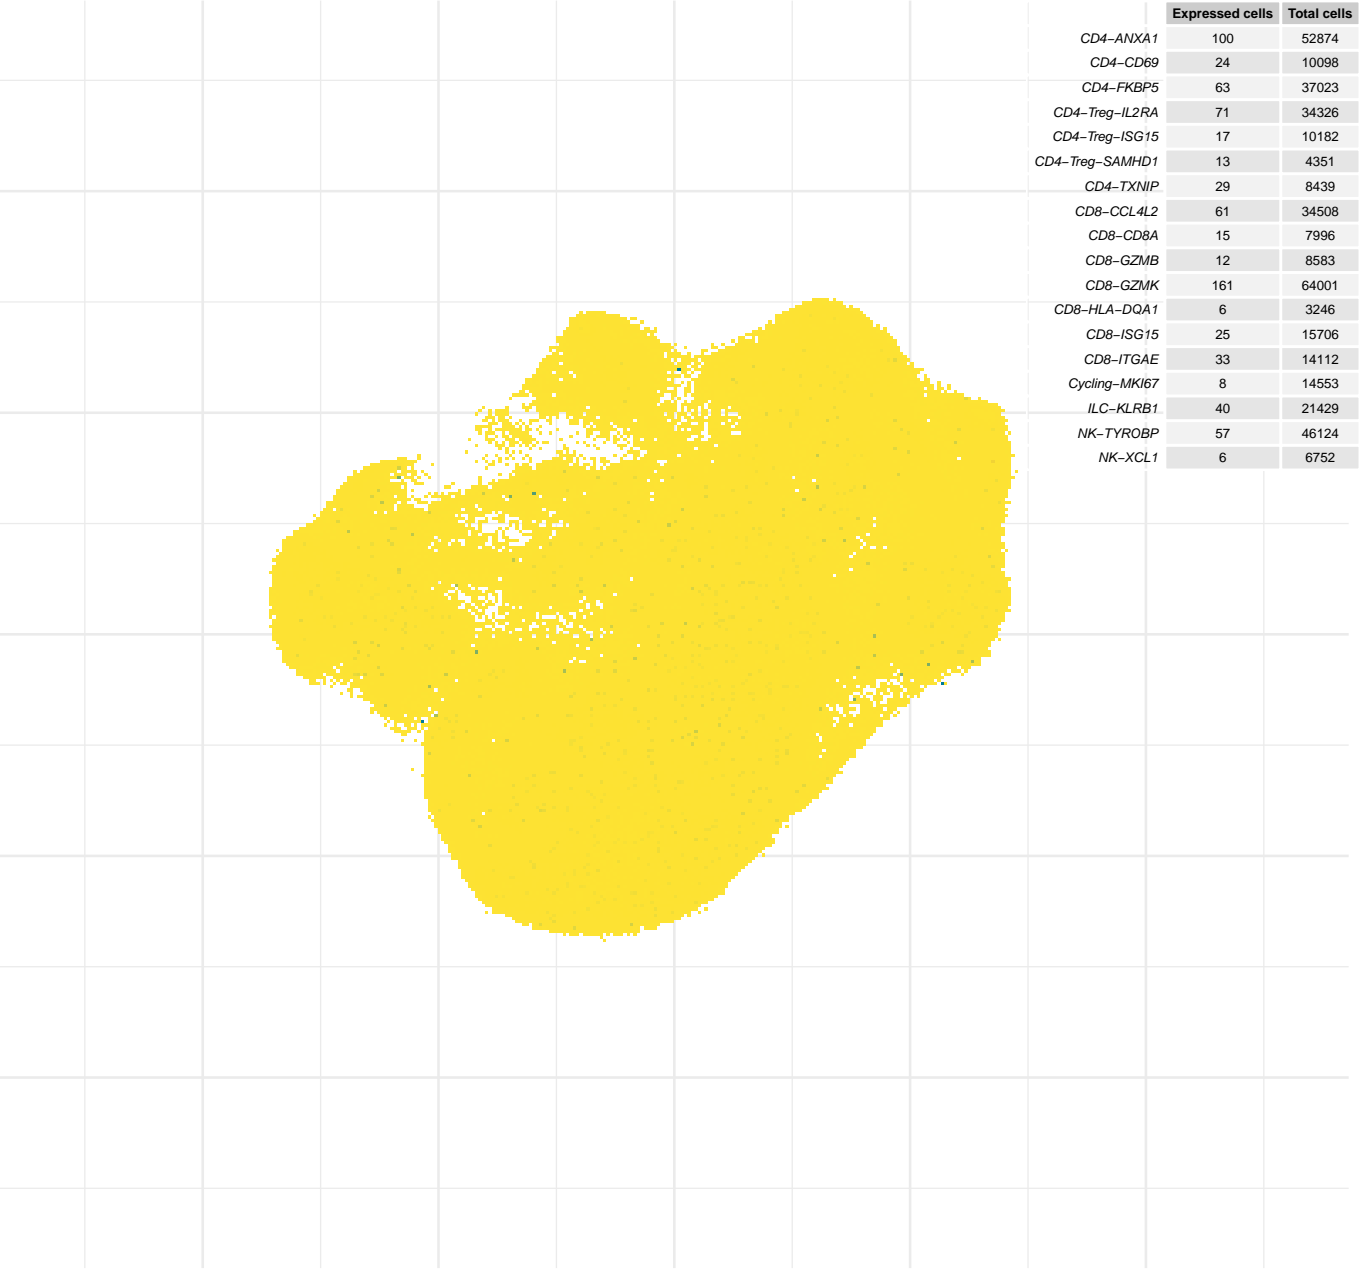 Expressed cells Total cells
CD4−ANXA1 100 52874
CD4−CD69 24 10098
CD4−FKBP5 63 37023
CD4−Treg−IL2RA 71 34326
CD4−Treg−ISG15 17 10182
CD4−Treg−SAMHD1 13 4351
CD4−TXNIP 29 8439
CD8−CCL4L2 61 34508
CD8−CD8A 15 7996
CD8−GZMB 12 8583
CD8−GZMK 161 64001
CD8−HLA−DQA1 6 3246
CD8−ISG15 25 15706
CD8−ITGAE 33 14112
Cycling−MKI67 8 14553
ILC−KLRB1 40 21429
NK−TYROBP 57 46124
NK−XCL1 6 6752